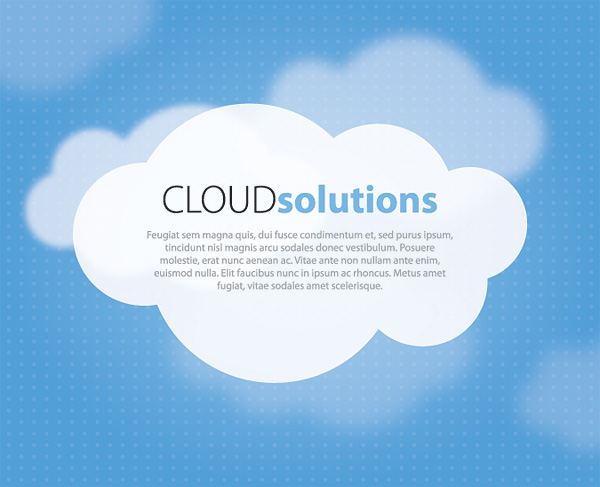 CLOUDsolutions
Feugiat sem magna quis, dui fusce condimentum et, sed purus ipsum,
tincidunt nisl magnis arcu sodales donec vestibulum. Posuere
molestie, erat nunc aenean ac. Vitae ante non nullam ante enim,
euismod nulla. Elit faucibus nunc in ipsum ac rhoncus. Metus amet
fugiat, vitae sodales amet scelerisque.